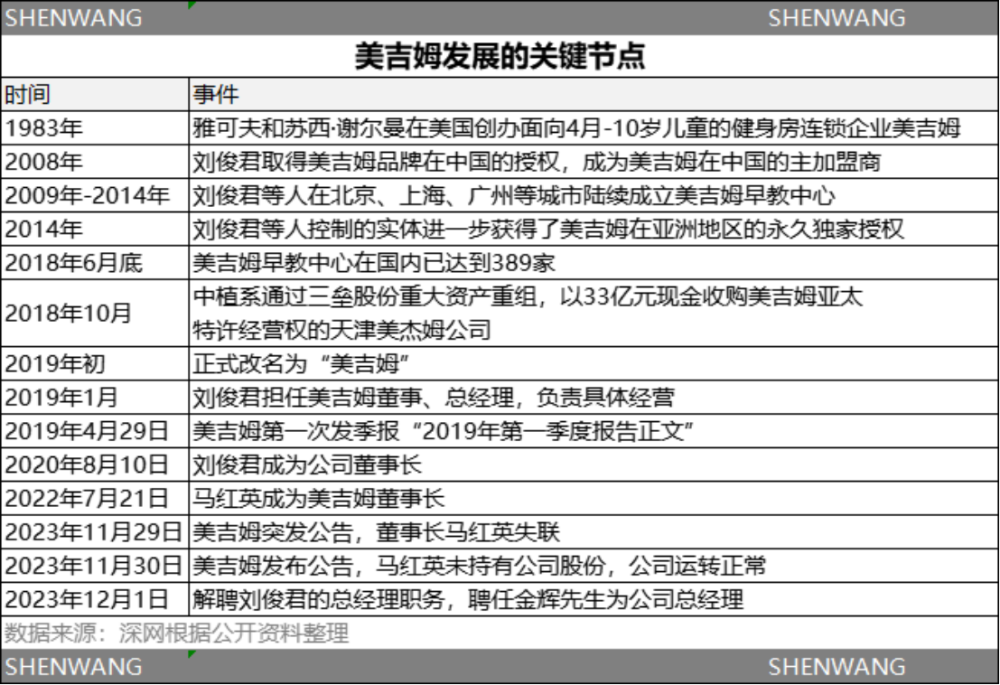 SHENWANG SHENWANG
美吉姆发展的关键节点
时间 事件
1983年 雅可夫和苏西·谢尔曼在美国创办面向4月-10岁儿童的健身房连锁企业美吉姆
2008年 刘俊君取得美吉姆品牌在中国的授权，成为美吉姆在中国的主加盟商
2009年-2014年 刘俊君等人在北京、上海、广州等城市陆续成立美吉姆早教中心
2014年 刘俊君等人控制的实体进一步获得了美吉姆在亚洲地区的永久独家授权
2018年6月底 美吉姆早教中心在国内已达到389家
2018年10月 中植系通过三垒股份重大资产重组，以33亿元现金收购美吉姆亚太
特许经营权的天津美杰姆公司
2019年初 正式改名为“美吉姆”
2019年1月 刘俊君担任美吉姆董事、总经理，负责具体经营
2019年4月29日 美吉姆第一次发季报“2019年第一季度报告正文”
2020年8月10日 刘俊君成为公司董事长
2022年7月21日 马红英成为美吉姆董事长
2023年11月29日 美吉姆突发公告，董事长马红英失联
2023年11月30日 美吉姆发布公告，马红英未持有公司股份，公司运转正常
2023年12月1日 解聘刘俊君的总经理职务，聘任金辉先生为公司总经理
数据来源：深网根据公开资料整理
SHENWANG SHENWANG